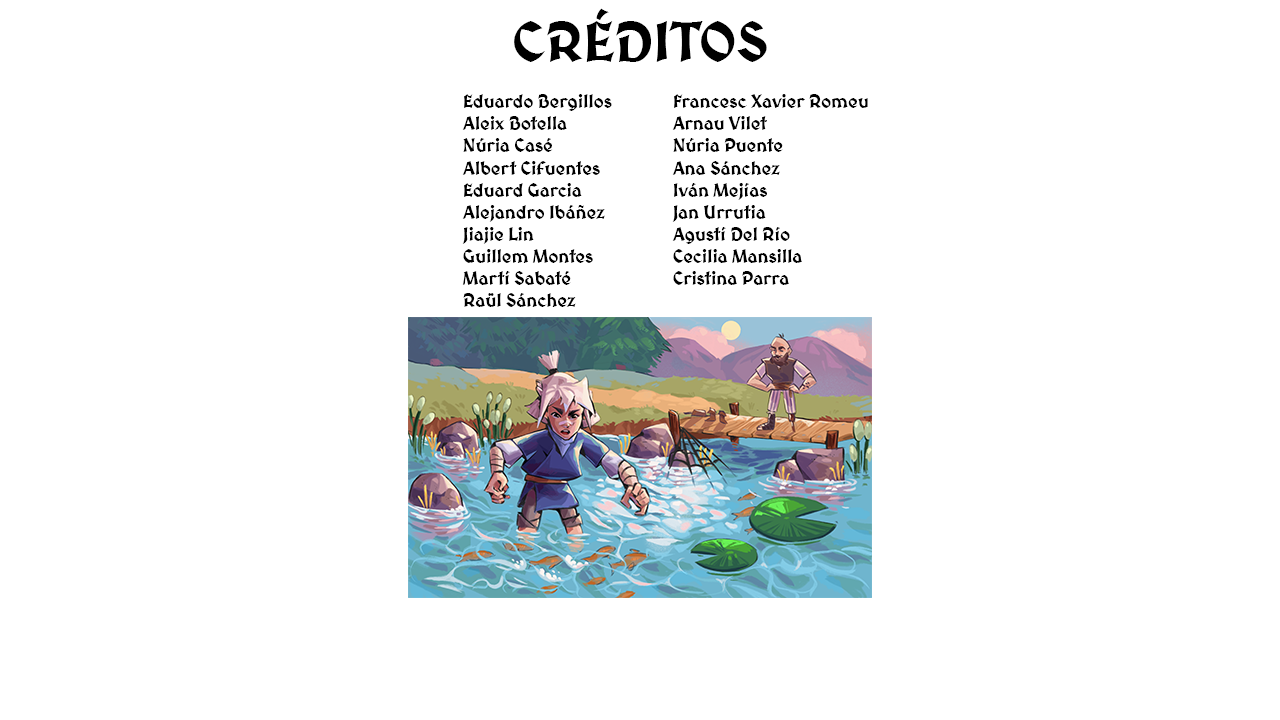 CRÉDITOS
Eduardo Bergillos
Aleix Botella
Núria Casé
Albert Cifuentes
Eduard Garcia
Alejandro Ibáñez
Jiajie Lin
Guillem Montes
Martí Sabaté
Raül Sánchez
Francesc Xavier Romeu
Arnau Vilet
Núria Puente
Ana Sánchez
Iván Mejías
Jan Urrutia
Agustí Del Río
Cecilia Mansilla
Cristina Parra